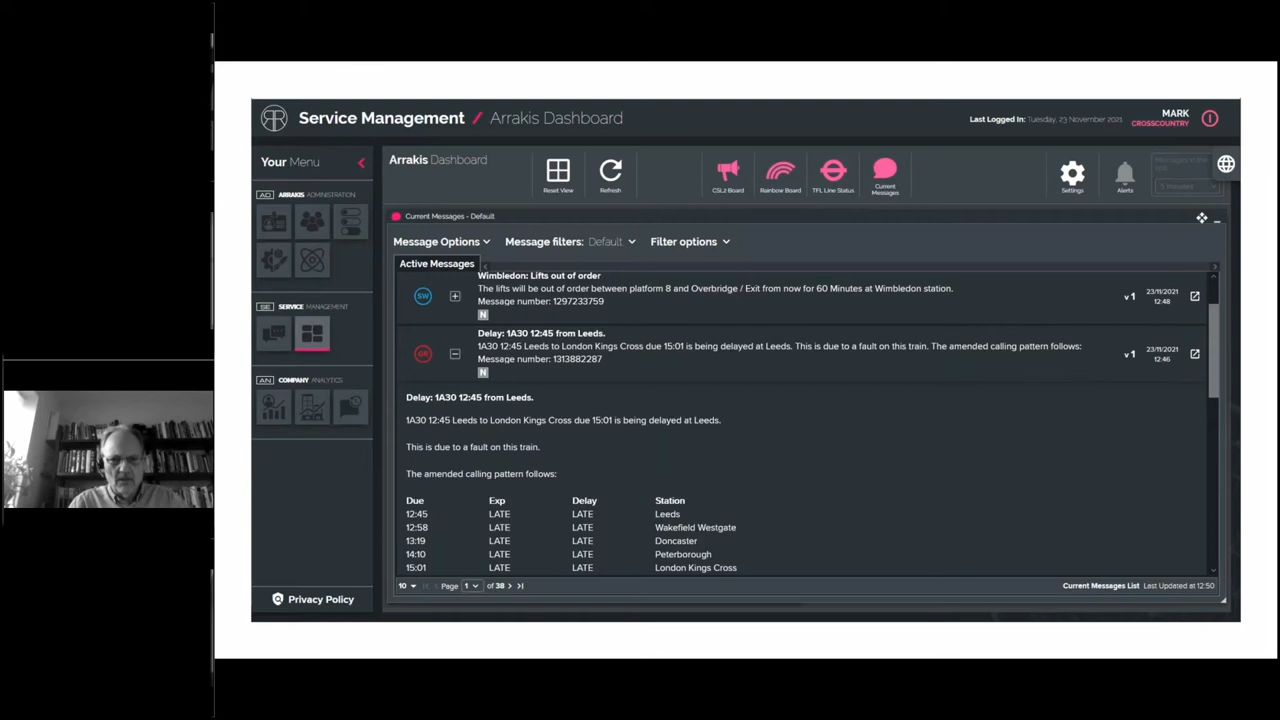 Service Management / Arrakis Dashboard
Last Logged In: Tuesday, 23 November 2021
MARK
CROSSCOUNTRY
Your Menu
AD ARRAKIS ADMINISTRATION
SE SERVICE MANAGEMENT
AN COMPANY ANALYTICS
Privacy Policy
Arrakis Dashboard
Reset View
Refresh
CSL2 Board
Rainbow Board
TFL Line Status
Current Messages
Settings
Alerts
Messages in the last
5 minutes
Current Messages - Default
Message Options
Message filters: Default
Filter options
Active Messages
SW
Wimbledon: Lifts out of order
The lifts will be out of order between platform 8 and Overbridge / Exit from now for 60 Minutes at Wimbledon station.
Message number: 1297233759
N
v 1
23/11/2021
12:48
GR
Delay: 1A30 12:45 from Leeds.
1A30 12:45 Leeds to London Kings Cross due 15:01 is being delayed at Leeds. This is due to a fault on this train. The amended calling pattern follows:
Message number: 1313882287
N
v 1
23/11/2021
12:46
Delay: 1A30 12:45 from Leeds.
1A30 12:45 Leeds to London Kings Cross due 15:01 is being delayed at Leeds.
This is due to a fault on this train.
The amended calling pattern follows:
Due Exp Delay Station
12:45 LATE LATE Leeds
12:58 LATE LATE Wakefield Westgate
13:19 LATE LATE Doncaster
14:10 LATE LATE Peterborough
15:01 LATE LATE London Kings Cross
10 Page 1 of 38
Current Messages List Last Updated at 12:50